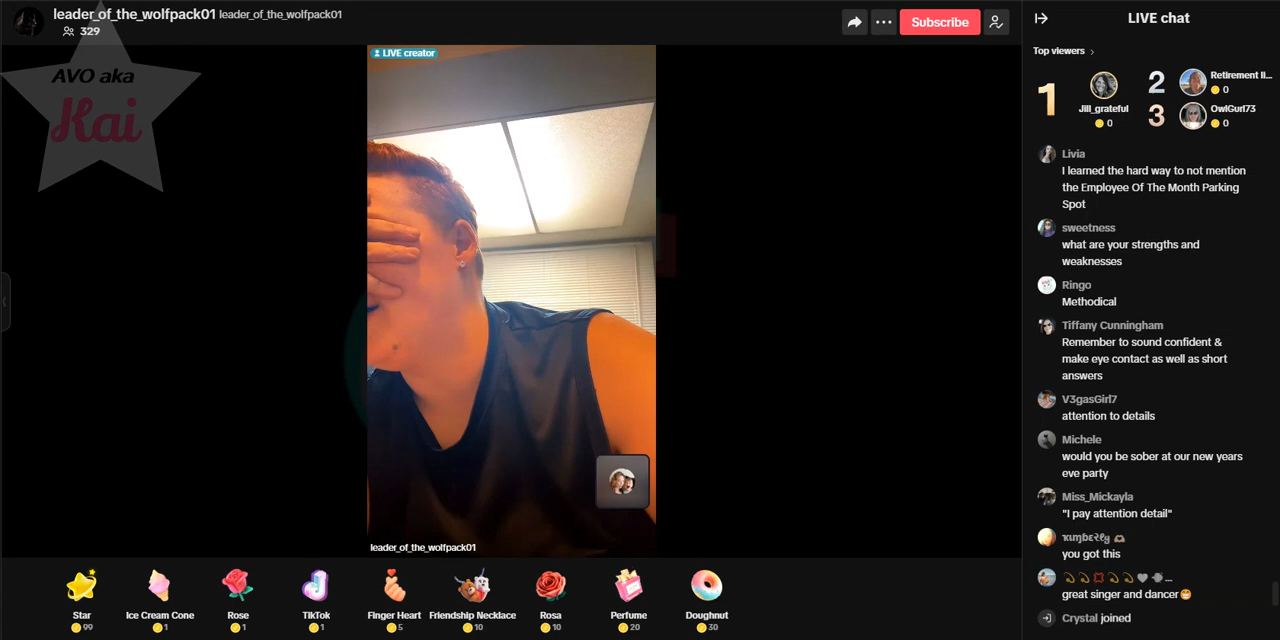 leader_of_the_wolfpack01 leader_of_the_wolfpack01
329
Subscribe
AVO aka
Kai
LIVE creator
leader_of_the_wolfpack01
Star
99
Ice Cream Cone
1
Rose
1
TikTok
1
Finger Heart
5
Friendship Necklace
10
Rosa
10
Perfume
20
Doughnut
30
LIVE chat
Top viewers
1
Jill_grateful
0
2
Retirement li...
0
3
OwlGurl73
0
Livia
I learned the hard way to not mention
the Employee Of The Month Parking
Spot
sweetness
what are your strengths and
weaknesses
Ringo
Methodical
Tiffany Cunningham
Remember to sound confident &
make eye contact as well as short
answers
V3gasGirl7
attention to details
Michele
would you be sober at our new years
eve party
Miss_Mickayla
"I pay attention detail"
you got this
great singer and dancer😁
Crystal joined